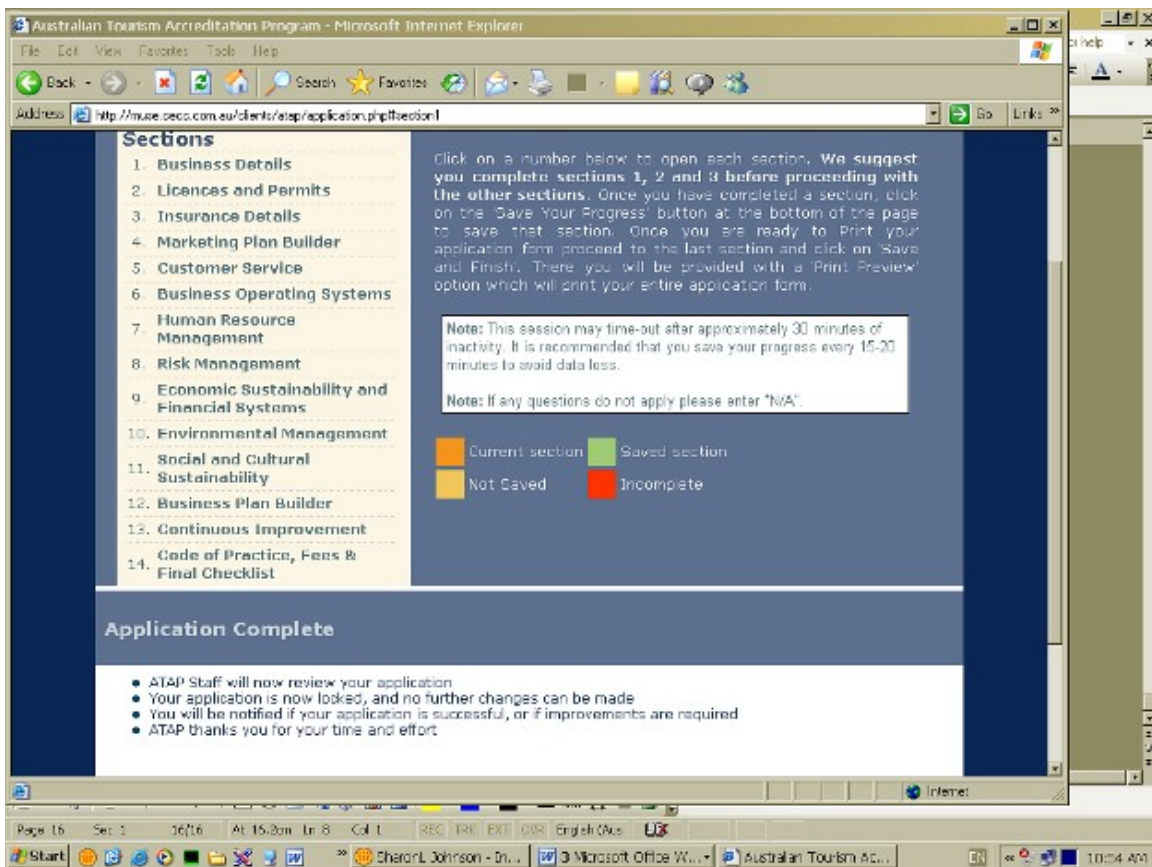 Australian Tourism Accreditation Program - Microsoft Internet Explorer
File Edit View Favorites Tools Help
Back Search Favorites
Address http://muse.cecc.com.au/clients/atap/application.php#section1 Go Links »
Sections
1. Business Details
2. Licences and Permits
3. Insurance Details
4. Marketing Plan Builder
5. Customer Service
6. Business Operating Systems
7. Human Resource
Management
8. Risk Management
9. Economic Sustainability and
Financial Systems
10. Environmental Management
11. Social and Cultural
Sustainability
12. Business Plan Builder
13. Continuous Improvement
14. Code of Practice, Fees &
Final Checklist
Click on a number below to open each section. We suggest
you complete sections 1, 2 and 3 before proceeding with
the other sections. Once you have completed a section, click
on the 'Save Your Progress' button at the bottom of the page
to save that section. Once you are ready to Print your
application form proceed to the last section and click on 'Save
and Finish'. There you will be provided with a 'Print Preview'
option which will print your entire application form.
Note: This session may time-out after approximately 30 minutes of
inactivity. It is recommended that you save your progress every 15-20
minutes to avoid data loss.
Note: If any questions do not apply please enter "N/A".
Current section Saved section
Not Saved Incomplete
Application Complete
ATAP Staff will now review your application
Your application is now locked, and no further changes can be made
You will be notified if your application is successful, or if improvements are required
ATAP thanks you for your time and effort
Internet
Page 16 Sec 1 16/16 At 15.2cm Ln 8 Col 1 REC TRK EXT OVR English (Aus
Start » SharonL Johnson - In... 3 Microsoft Office W... Australian Tourism Ac... EN « 10:54 AM